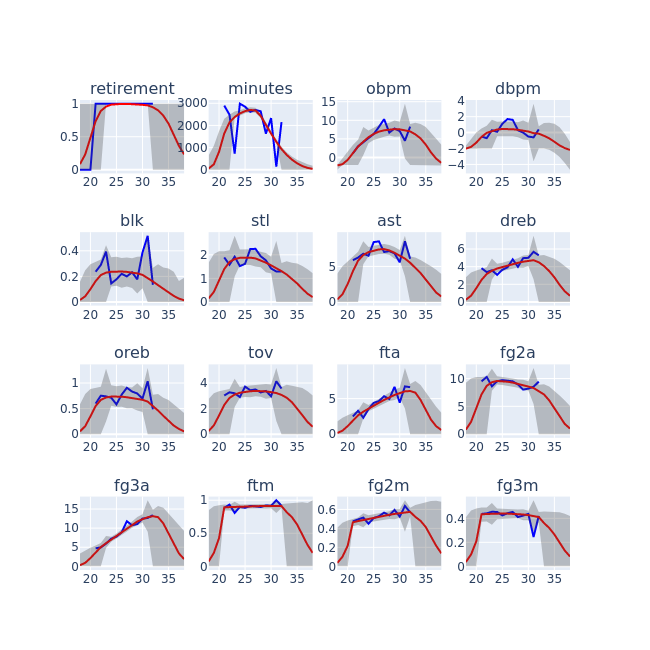 retirement minutes obpm dbpm
1 3000 15 4
0.5 2000 10 2
1000 5 0
0 0 0 −2
−4
20 25 30 35 20 25 30 35 20 25 30 35 20 25 30 35
blk stl ast dreb
0.4 2 5 6
0.2 1 4
0 0 0 2
0
20 25 30 35 20 25 30 35 20 25 30 35 20 25 30 35
oreb tov fta fg2a
1 4 5 10
0.5 2 5
0 0 0 0
20 25 30 35 20 25 30 35 20 25 30 35 20 25 30 35
fg3a ftm fg2m fg3m
15 1 0.6 0.4
10 0.5 0.4 0.2
5 0.2
0 0 0 0
20 25 30 35 20 25 30 35 20 25 30 35 20 25 30 35